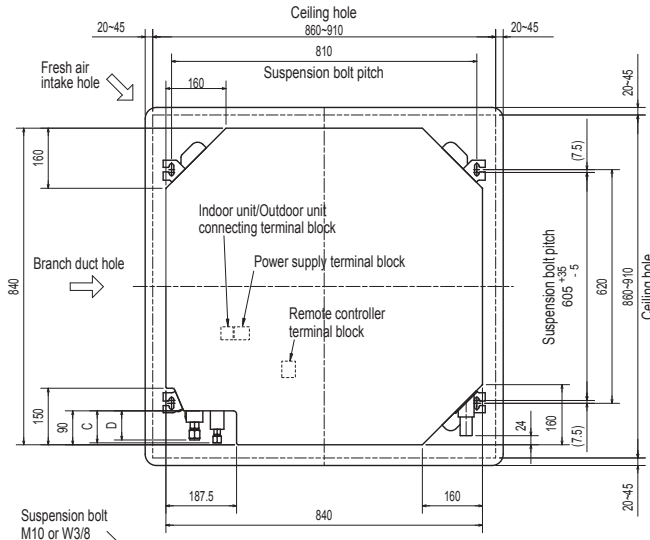 Ceiling hole
20~45
860~910
20~45
810
Fresh air
intake hole
Suspension bolt pitch
160
20~45
160
(7.5)
Indoor unit/Outdoor unit
connecting terminal block
Power supply terminal block
Branch duct hole
840
Suspension bolt pitch
605 +35 - 5
620
860~910
Ceiling hole
Remote controller
terminal block
150
90
C
D
24
160
(7.5)
187.5
160
20~45
840
Suspension bolt
M10 or W3/8